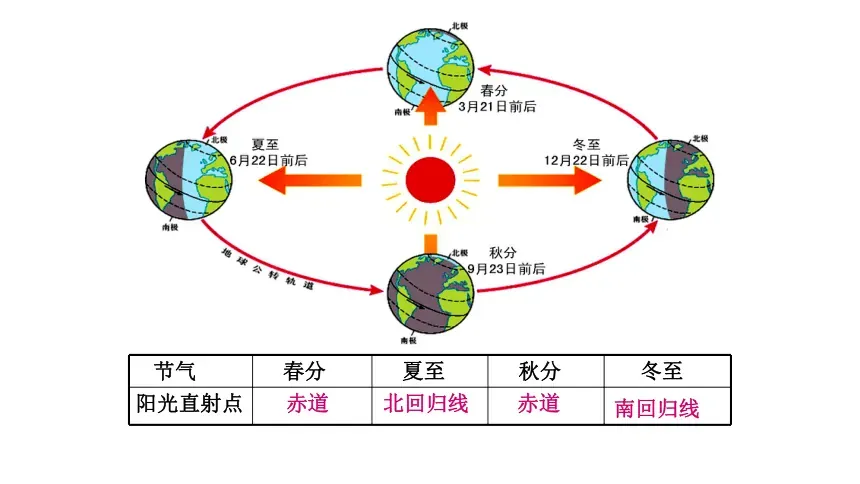 北极
南极
春分
3月21日前后
北极
夏至
6月22日前后
南极
冬至
12月22日前后
北极
南极
北极
秋分
9月23日前后
南极
地球公转轨道
节气 春分 夏至 秋分 冬至
阳光直射点 赤道 北回归线 赤道 南回归线